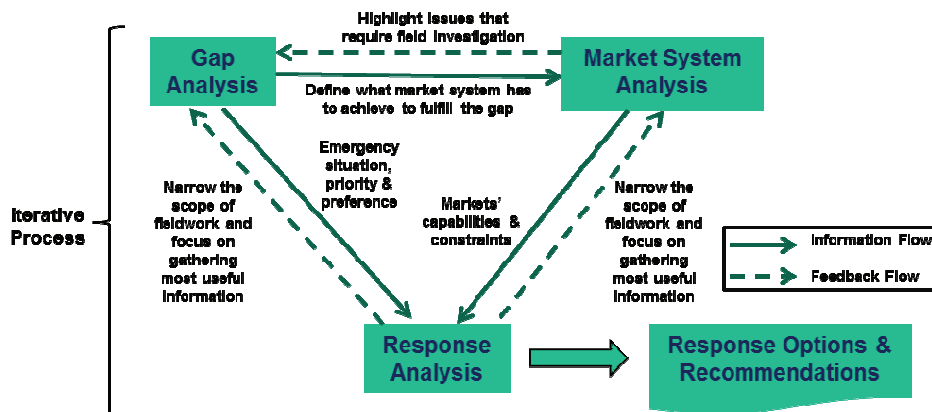 Highlight issues that
require field investigation
Gap
Analysis
Market System
Analysis
Define what market system has
to achieve to fulfill the gap
Emergency
situation,
priority &
preference
Narrow the
scope of
fieldwork and
focus on
gathering
most useful
information
Markets'
capabilities &
constraints
Narrow the
scope of
fieldwork and
focus on
gathering
most useful
information
Iterative
Process
Information Flow
Feedback Flow
Response
Analysis
Response Options &
Recommendations